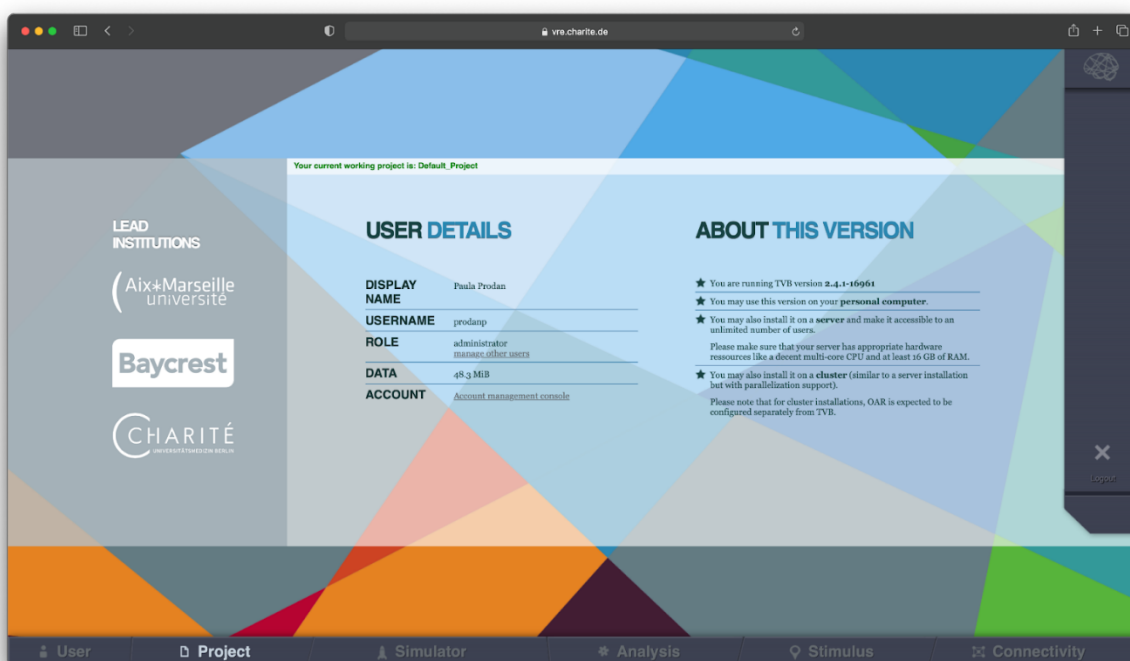 vre.charite.de
Your current working project is: Default_Project
LEAD
INSTITUTIONS
Aix*Marseille
université
Baycrest
CHARITÉ
UNIVERSITÄTSMEDIZIN BERLIN
USER DETAILS
DISPLAY NAME Paula Prodan
USERNAME prodanp
ROLE administrator
manage other users
DATA 48.3 MiB
ACCOUNT Account management console
ABOUT THIS VERSION
You are running TVB version 2.4.1-16961
You may use this version on your personal computer.
You may also install it on a server and make it accessible to an
unlimited number of users.
Please make sure that your server has appropriate hardware
ressources like a decent multi-core CPU and at least 16 GB of RAM.
You may also install it on a cluster (similar to a server installation
but with parallelization support).
Please note that for cluster installations, OAR is expected to be
configured separately from TVB.
Logout
User
Project
Simulator
Analysis
Stimulus
Connectivity